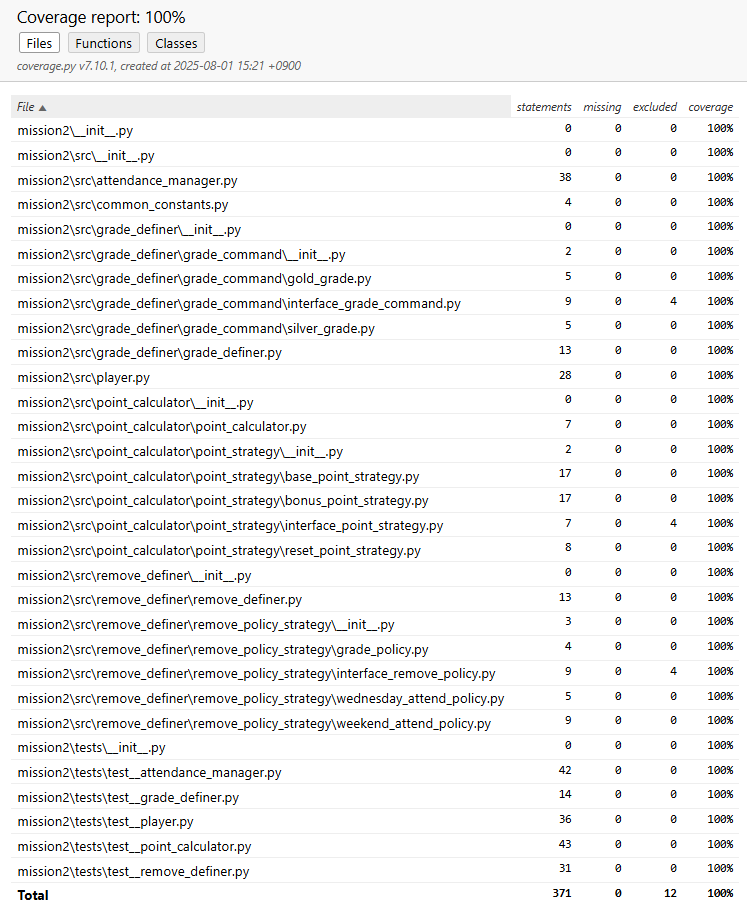 Coverage report: 100%
Files Functions Classes
coverage.py v7.10.1, created at 2025-08-01 15:21 +0900
File ▲ statements missing excluded coverage
mission2\__init__.py 0 0 0 100%
mission2\src\__init__.py 0 0 0 100%
mission2\src\attendance_manager.py 38 0 0 100%
mission2\src\common_constants.py 4 0 0 100%
mission2\src\grade_definer\__init__.py 0 0 0 100%
mission2\src\grade_definer\grade_command\__init__.py 2 0 0 100%
mission2\src\grade_definer\grade_command\gold_grade.py 5 0 0 100%
mission2\src\grade_definer\grade_command\interface_grade_command.py 9 0 4 100%
mission2\src\grade_definer\grade_command\silver_grade.py 5 0 0 100%
mission2\src\grade_definer\grade_definer.py 13 0 0 100%
mission2\src\player.py 28 0 0 100%
mission2\src\point_calculator\__init__.py 0 0 0 100%
mission2\src\point_calculator\point_calculator.py 7 0 0 100%
mission2\src\point_calculator\point_strategy\__init__.py 2 0 0 100%
mission2\src\point_calculator\point_strategy\base_point_strategy.py 17 0 0 100%
mission2\src\point_calculator\point_strategy\bonus_point_strategy.py 17 0 0 100%
mission2\src\point_calculator\point_strategy\interface_point_strategy.py 7 0 4 100%
mission2\src\point_calculator\point_strategy\reset_point_strategy.py 8 0 0 100%
mission2\src\remove_definer\__init__.py 0 0 0 100%
mission2\src\remove_definer\remove_definer.py 13 0 0 100%
mission2\src\remove_definer\remove_policy_strategy\__init__.py 3 0 0 100%
mission2\src\remove_definer\remove_policy_strategy\grade_policy.py 4 0 0 100%
mission2\src\remove_definer\remove_policy_strategy\interface_remove_policy.py 9 0 4 100%
mission2\src\remove_definer\remove_policy_strategy\wednesday_attend_policy.py 5 0 0 100%
mission2\src\remove_definer\remove_policy_strategy\weekend_attend_policy.py 9 0 0 100%
mission2\tests\__init__.py 0 0 0 100%
mission2\tests\test__attendance_manager.py 42 0 0 100%
mission2\tests\test__grade_definer.py 14 0 0 100%
mission2\tests\test__player.py 36 0 0 100%
mission2\tests\test__point_calculator.py 43 0 0 100%
mission2\tests\test__remove_definer.py 31 0 0 100%
Total 371 0 12 100%